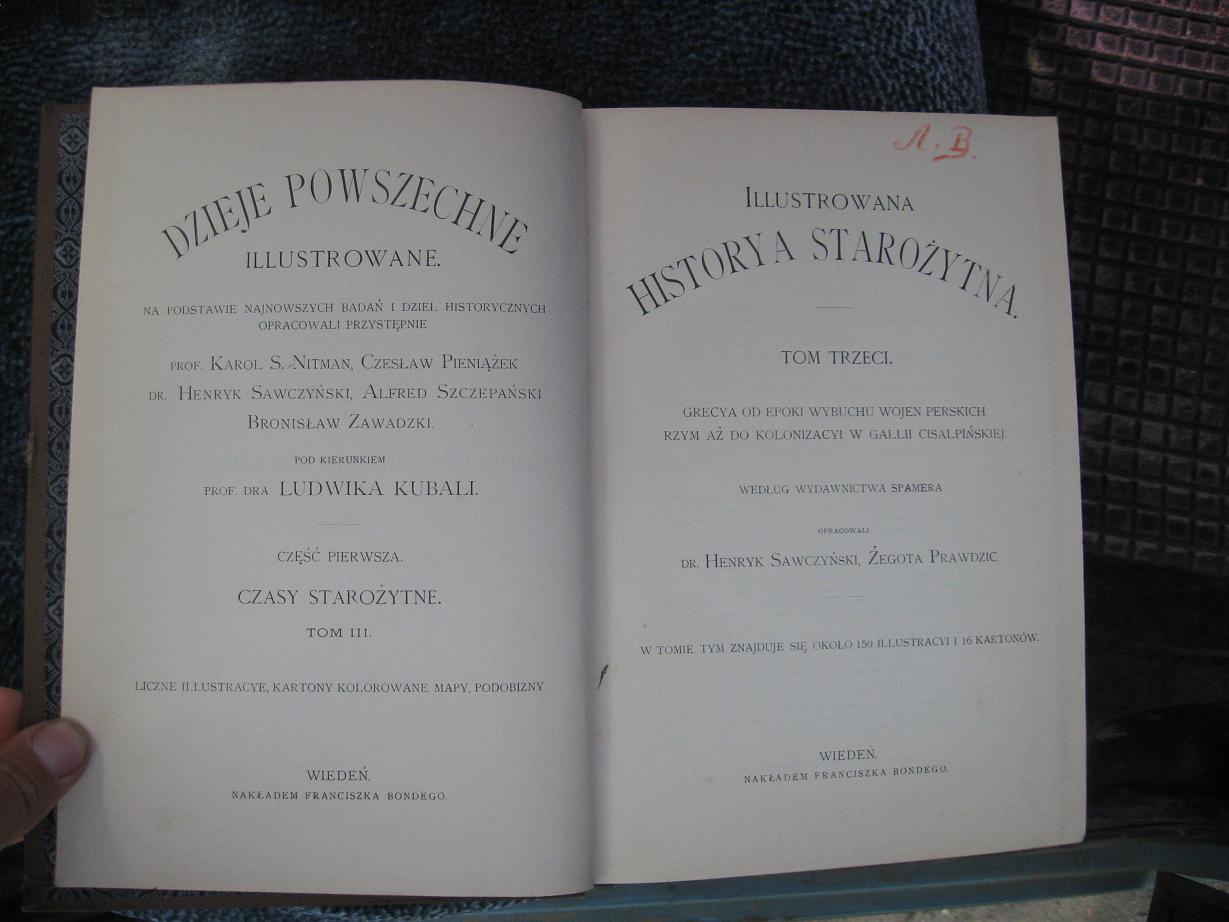 DZIEJE POWSZECHNE
ILLUSTROWANE.
NA PODSTAWIE NAJNOWSZYCH BADAŃ I DZIEŁ HISTORYCZNYCH
OPRACOWALI PRZYSTĘPNIE
PROF. KAROL S. NITMAN, CZESŁAW PIENIĄŻEK
DR. HENRYK SAWCZYŃSKI, ALFRED SZCZEPAŃSKI
BRONISŁAW ZAWADZKI.
POD KIERUNKIEM
PROF. DRA LUDWIKA KUBALI.
CZĘŚĆ PIERWSZA.
CZASY STAROŻYTNE.
TOM III.
LICZNE ILLUSTRACYE, KARTONY KOLOROWANE MAPY, PODOBIZNY.
WIEDEŃ.
NAKŁADEM FRANCISZKA BONDEGO.
A. B.
ILLUSTROWANA
HISTORYA STAROŻYTNA.
TOM TRZECI.
GRECYA OD EPOKI WYBUCHU WOJEN PERSKICH
RZYM AŻ DO KOLONIZACYI W GALLII CISALPIŃSKIEJ
WEDŁUG WYDAWNICTWA SPAMERA
OPRACOWALI
DR. HENRYK SAWCZYŃSKI, ŻEGOTA PRAWDZIC.
W TOMIE TYM ZNAJDUJE SIĘ OKOŁO 150 ILLUSTRACYI I 16 KARTONÓW.
WIEDEŃ.
NAKŁADEM FRANCISZKA BONDEGO.